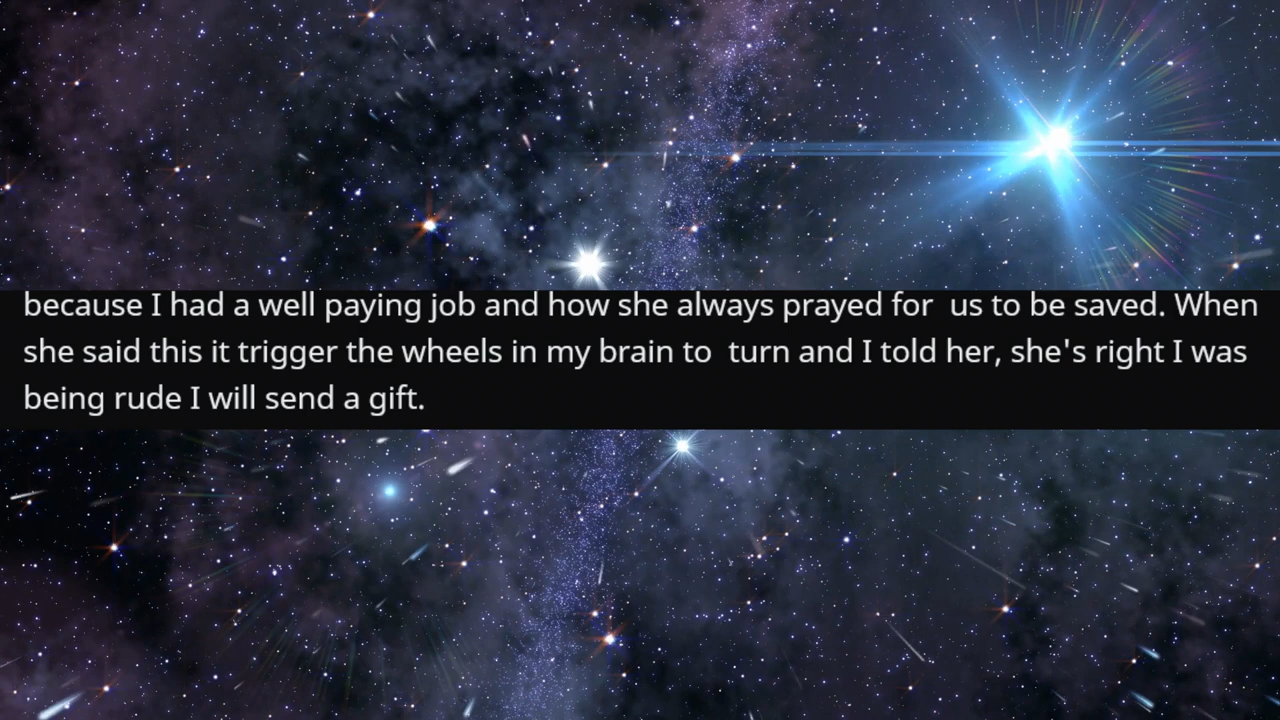 because I had a well paying job and how she always prayed for  us to be saved. When
she said this it trigger the wheels in my brain to  turn and I told her, she's right I was
being rude I will send a gift.